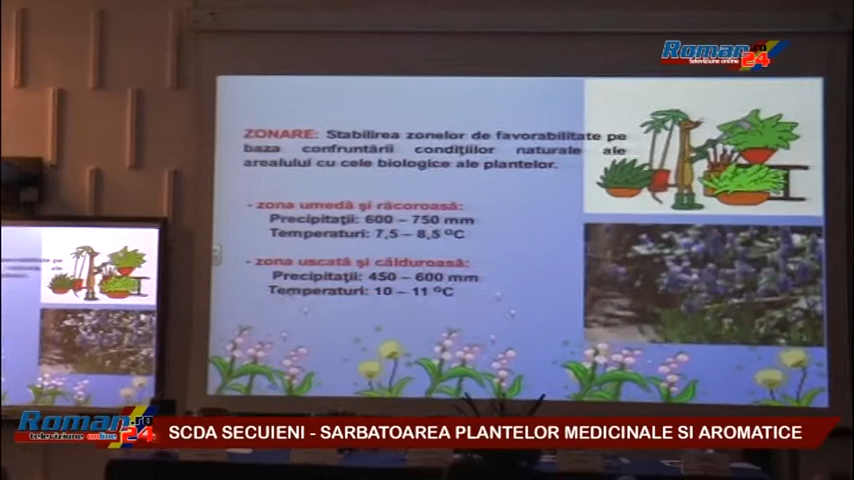 Roman.ro
televiziune online 24
ZONARE: Stabilirea zonelor de favorabilitate pe
baza confruntării condiţiilor naturale ale
arealului cu cele biologice ale plantelor.
- zona umedă şi răcoroasă:
Precipitaţii: 600 – 750 mm
Temperaturi: 7,5 – 8,5 ºC
- zona uscată şi călduroasă:
Precipitaţii: 450 – 600 mm
Temperaturi: 10 – 11 ºC
Roman.ro
televiziune online 24
SCDA SECUIENI - SARBATOAREA PLANTELOR MEDICINALE SI AROMATICE